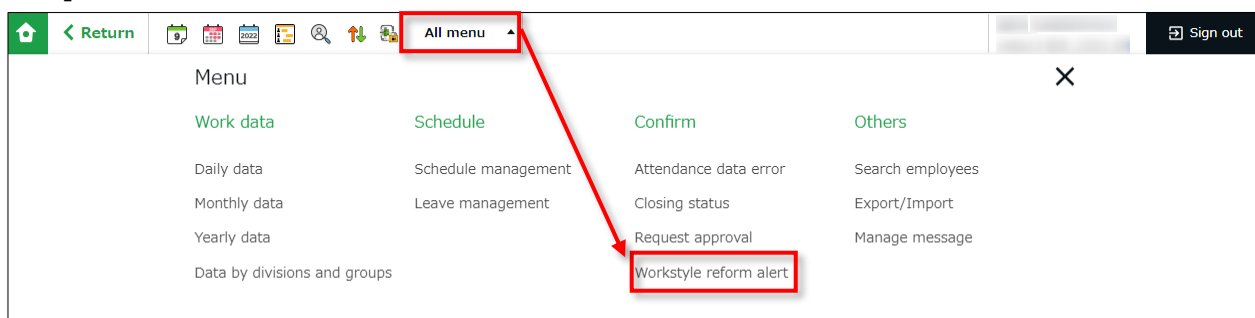 Return 9 2022 All menu Sign out
Menu
Work data Schedule Confirm Others
Daily data Schedule management Attendance data error Search employees
Monthly data Leave management Closing status Export/Import
Yearly data Request approval Manage message
Data by divisions and groups Workstyle reform alert